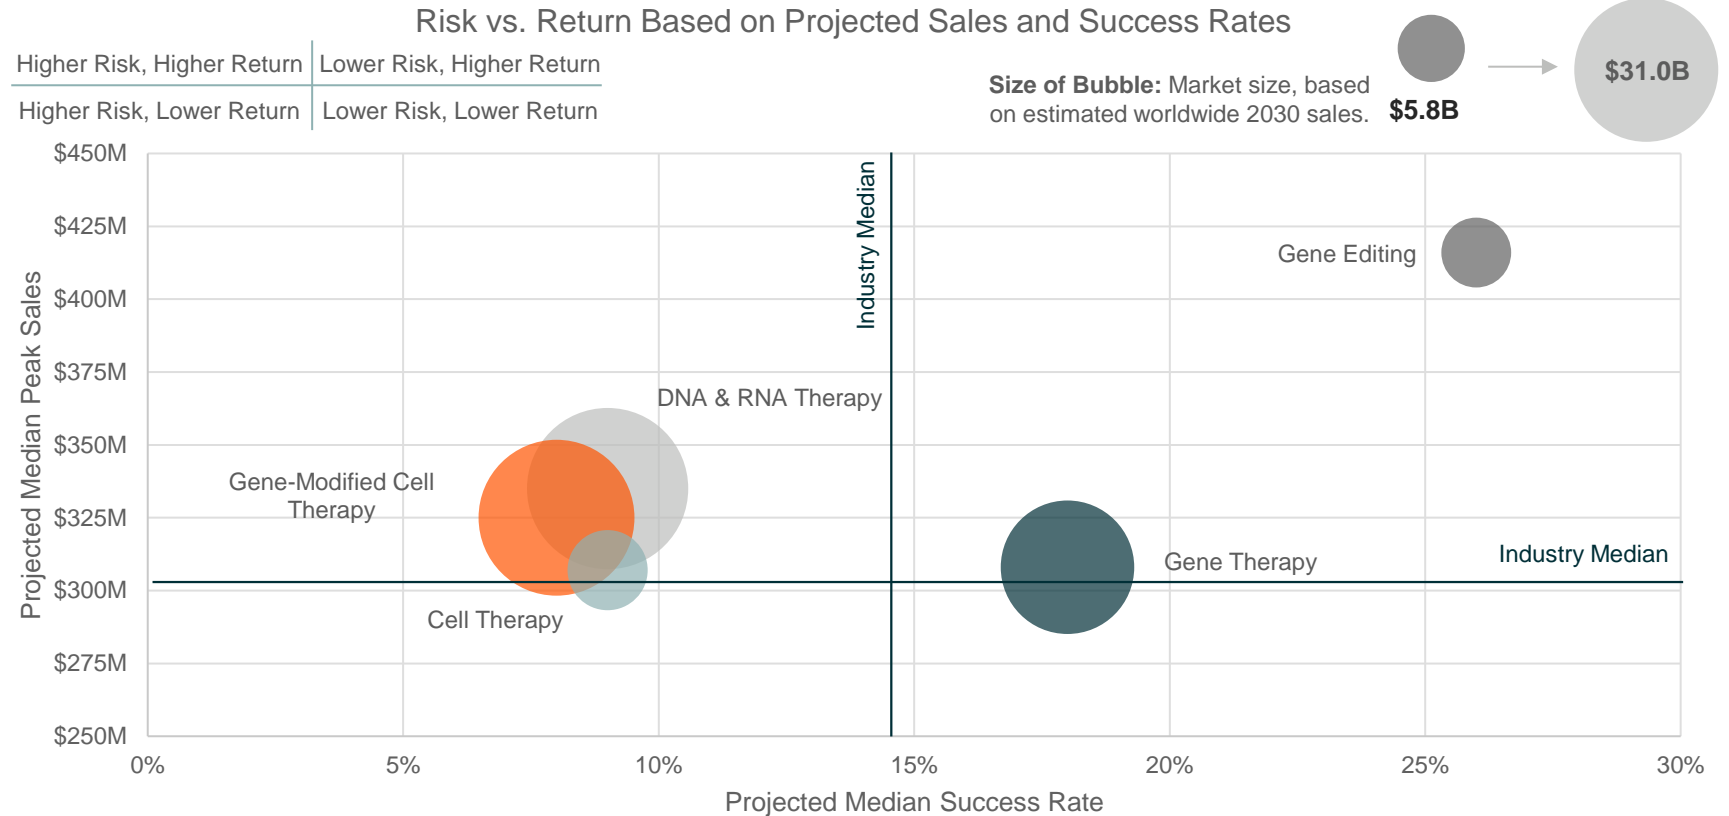 Risk vs. Return Based on Projected Sales and Success Rates
Higher Risk, Higher Return
Lower Risk, Higher Return
Higher Risk, Lower Return
Lower Risk, Lower Return
Size of Bubble: Market size, based
on estimated worldwide 2030 sales.
$5.8B
$31.0B
Projected Median Peak Sales
$450M
$425M
$400M
$375M
$350M
$325M
$300M
$275M
$250M
Industry Median
Gene Editing
DNA & RNA Therapy
Gene-Modified Cell
Therapy
Cell Therapy
Gene Therapy
Industry Median
0%
5%
10%
15%
20%
25%
30%
Projected Median Success Rate